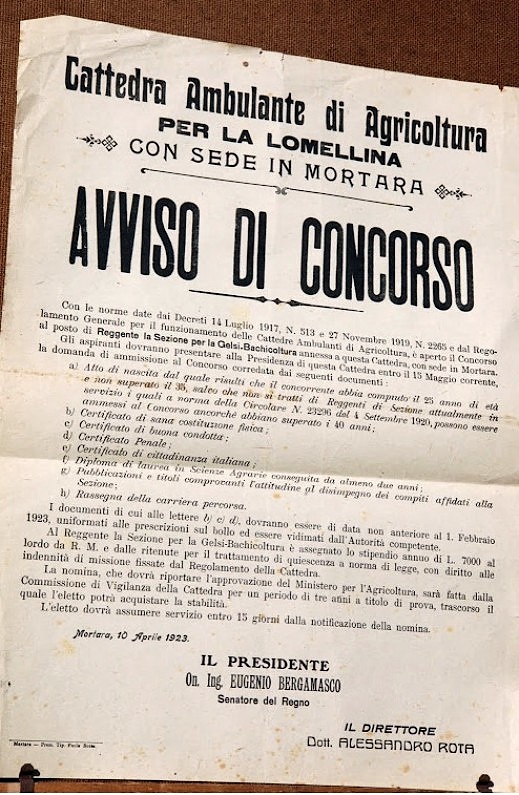 Cattedra Ambulante di Agricoltura
PER LA LOMELLINA
CON SEDE IN MORTARA
AVVISO DI CONCORSO
Con le norme date dai Decreti 14 Luglio 1917, N. 513 e 27 Novembre 1919, N. 2265 e dal Rego-
lamento Generale per il funzionamento delle Cattedre Ambulanti di Agricoltura, è aperto il Concorso
al posto di Reggente la Sezione per la Gelsi-Bachicoltura annessa a questa Cattedra, con sede in Mortara.
Gli aspiranti dovranno presentare alla Presidenza di questa Cattedra entro il 15 Maggio corrente,
la domanda di ammissione al Concorso corredata dai seguenti documenti:
a) Atto di nascita dal quale risulti che il concorrente abbia compiuto il 25 anno di età
e non superato il 35, salvo che non si tratti di Reggenti di Sezione attualmente in
servizio i quali a norma della Circolare N. 23296 del 4 Settembre 1920, possono essere
ammessi al Concorso ancorchè abbiano superato i 40 anni;
b) Certificato di sana costituzione fisica;
c) Certificato di buona condotta;
d) Certificato Penale;
e) Certificato di cittadinanza italiana;
f) Diploma di laurea in Scienze Agrarie conseguita da almeno due anni;
g) Pubblicazioni e titoli comprovanti l'attitudine al disimpegno dei compiti affidati alla
Sezione;
h) Rassegna della carriera percorsa.
I documenti di cui alle lettere b) c) d), dovranno essere di data non anteriore al 1. Febbraio
1923, uniformati alle prescrizioni sul bollo ed essere vidimati dall'Autorità competente.
Al Reggente la Sezione per la Gelsi-Bachicoltura è assegnato lo stipendio annuo di L. 7000 al
lordo da R. M. e dalle ritenute per il trattamento di quiescenza a norma di legge, con diritto alle
indennità di missione fissate dal Regolamento della Cattedra.
La nomina, che dovrà riportare l'approvazione del Ministero per l'Agricoltura, sarà fatta dalla
Commissione di Vigilanza della Cattedra per un periodo di tre anni a titolo di prova, trascorso il
quale l'eletto potrà acquistare la stabilità.
L'eletto dovrà assumere servizio entro 15 giorni dalla notificazione della nomina.
Mortara, 10 Aprile 1923.
IL PRESIDENTE
On. Ing. EUGENIO BERGAMASCO
Senatore del Regno
IL DIRETTORE
Dott. ALESSANDRO ROTA
Mortara — Prem. Tip. Paolo Botto